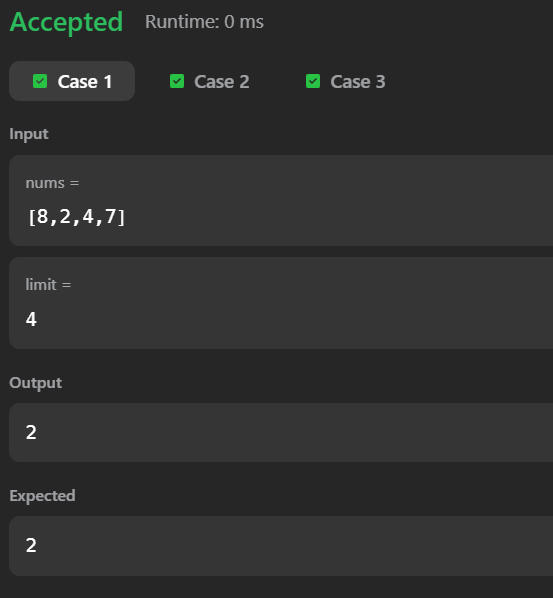 Accepted Runtime: 0 ms
Case 1 Case 2 Case 3
Input
nums =
[8,2,4,7]
limit =
4
Output
2
Expected
2